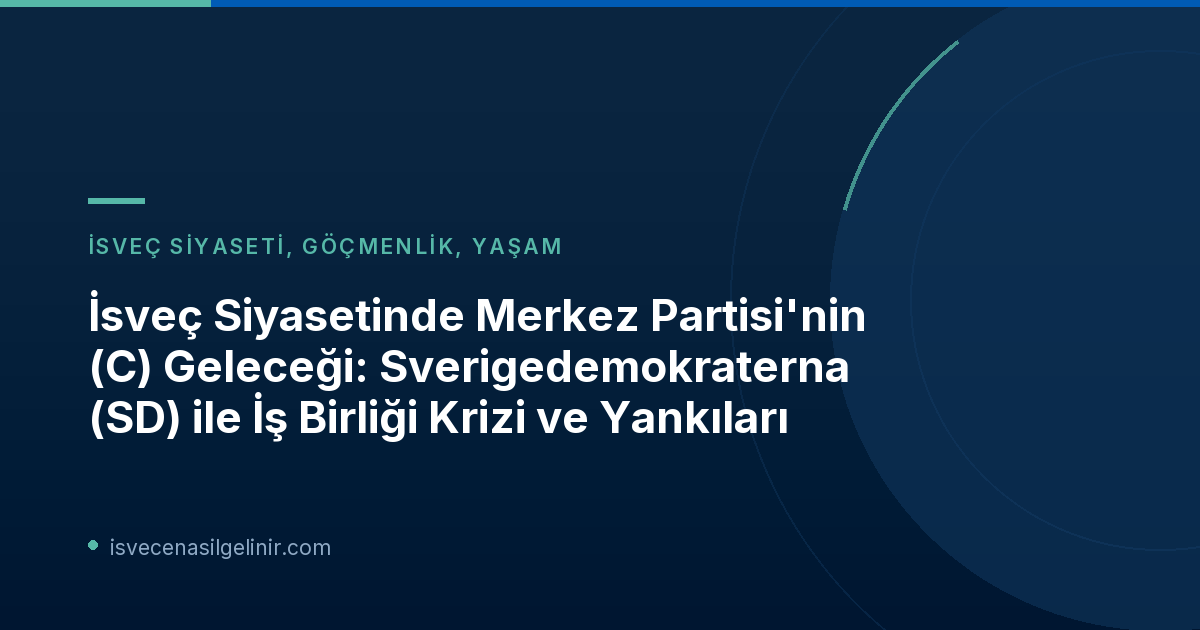 İSVEÇ SİYASETİ, GÖÇMENLİK, YAŞAM
İsveç Siyasetinde Merkez Partisi'nin
(C) Geleceği: Sverigedemokraterna
(SD) ile İş Birliği Krizi ve Yankıları
isvecenasilgelinir.com